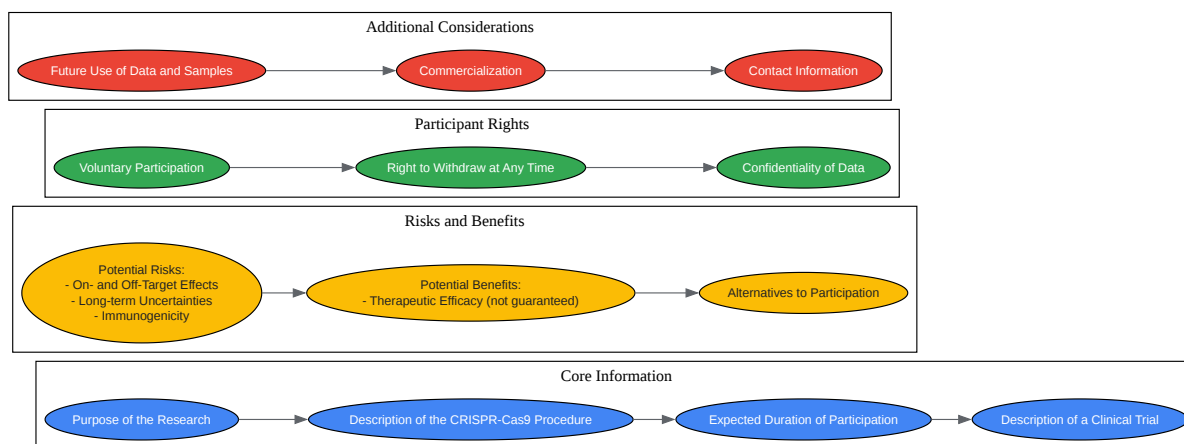 Additional Considerations
Future Use of Data and Samples
Commercialization
Contact Information
Participant Rights
Voluntary Participation
Right to Withdraw at Any Time
Confidentiality of Data
Risks and Benefits
Potential Risks:
- On- and Off-Target Effects
- Long-term Uncertainties
- Immunogenicity
Potential Benefits:
- Therapeutic Efficacy (not guaranteed)
Alternatives to Participation
Core Information
Purpose of the Research
Description of the CRISPR-Cas9 Procedure
Expected Duration of Participation
Description of a Clinical Trial